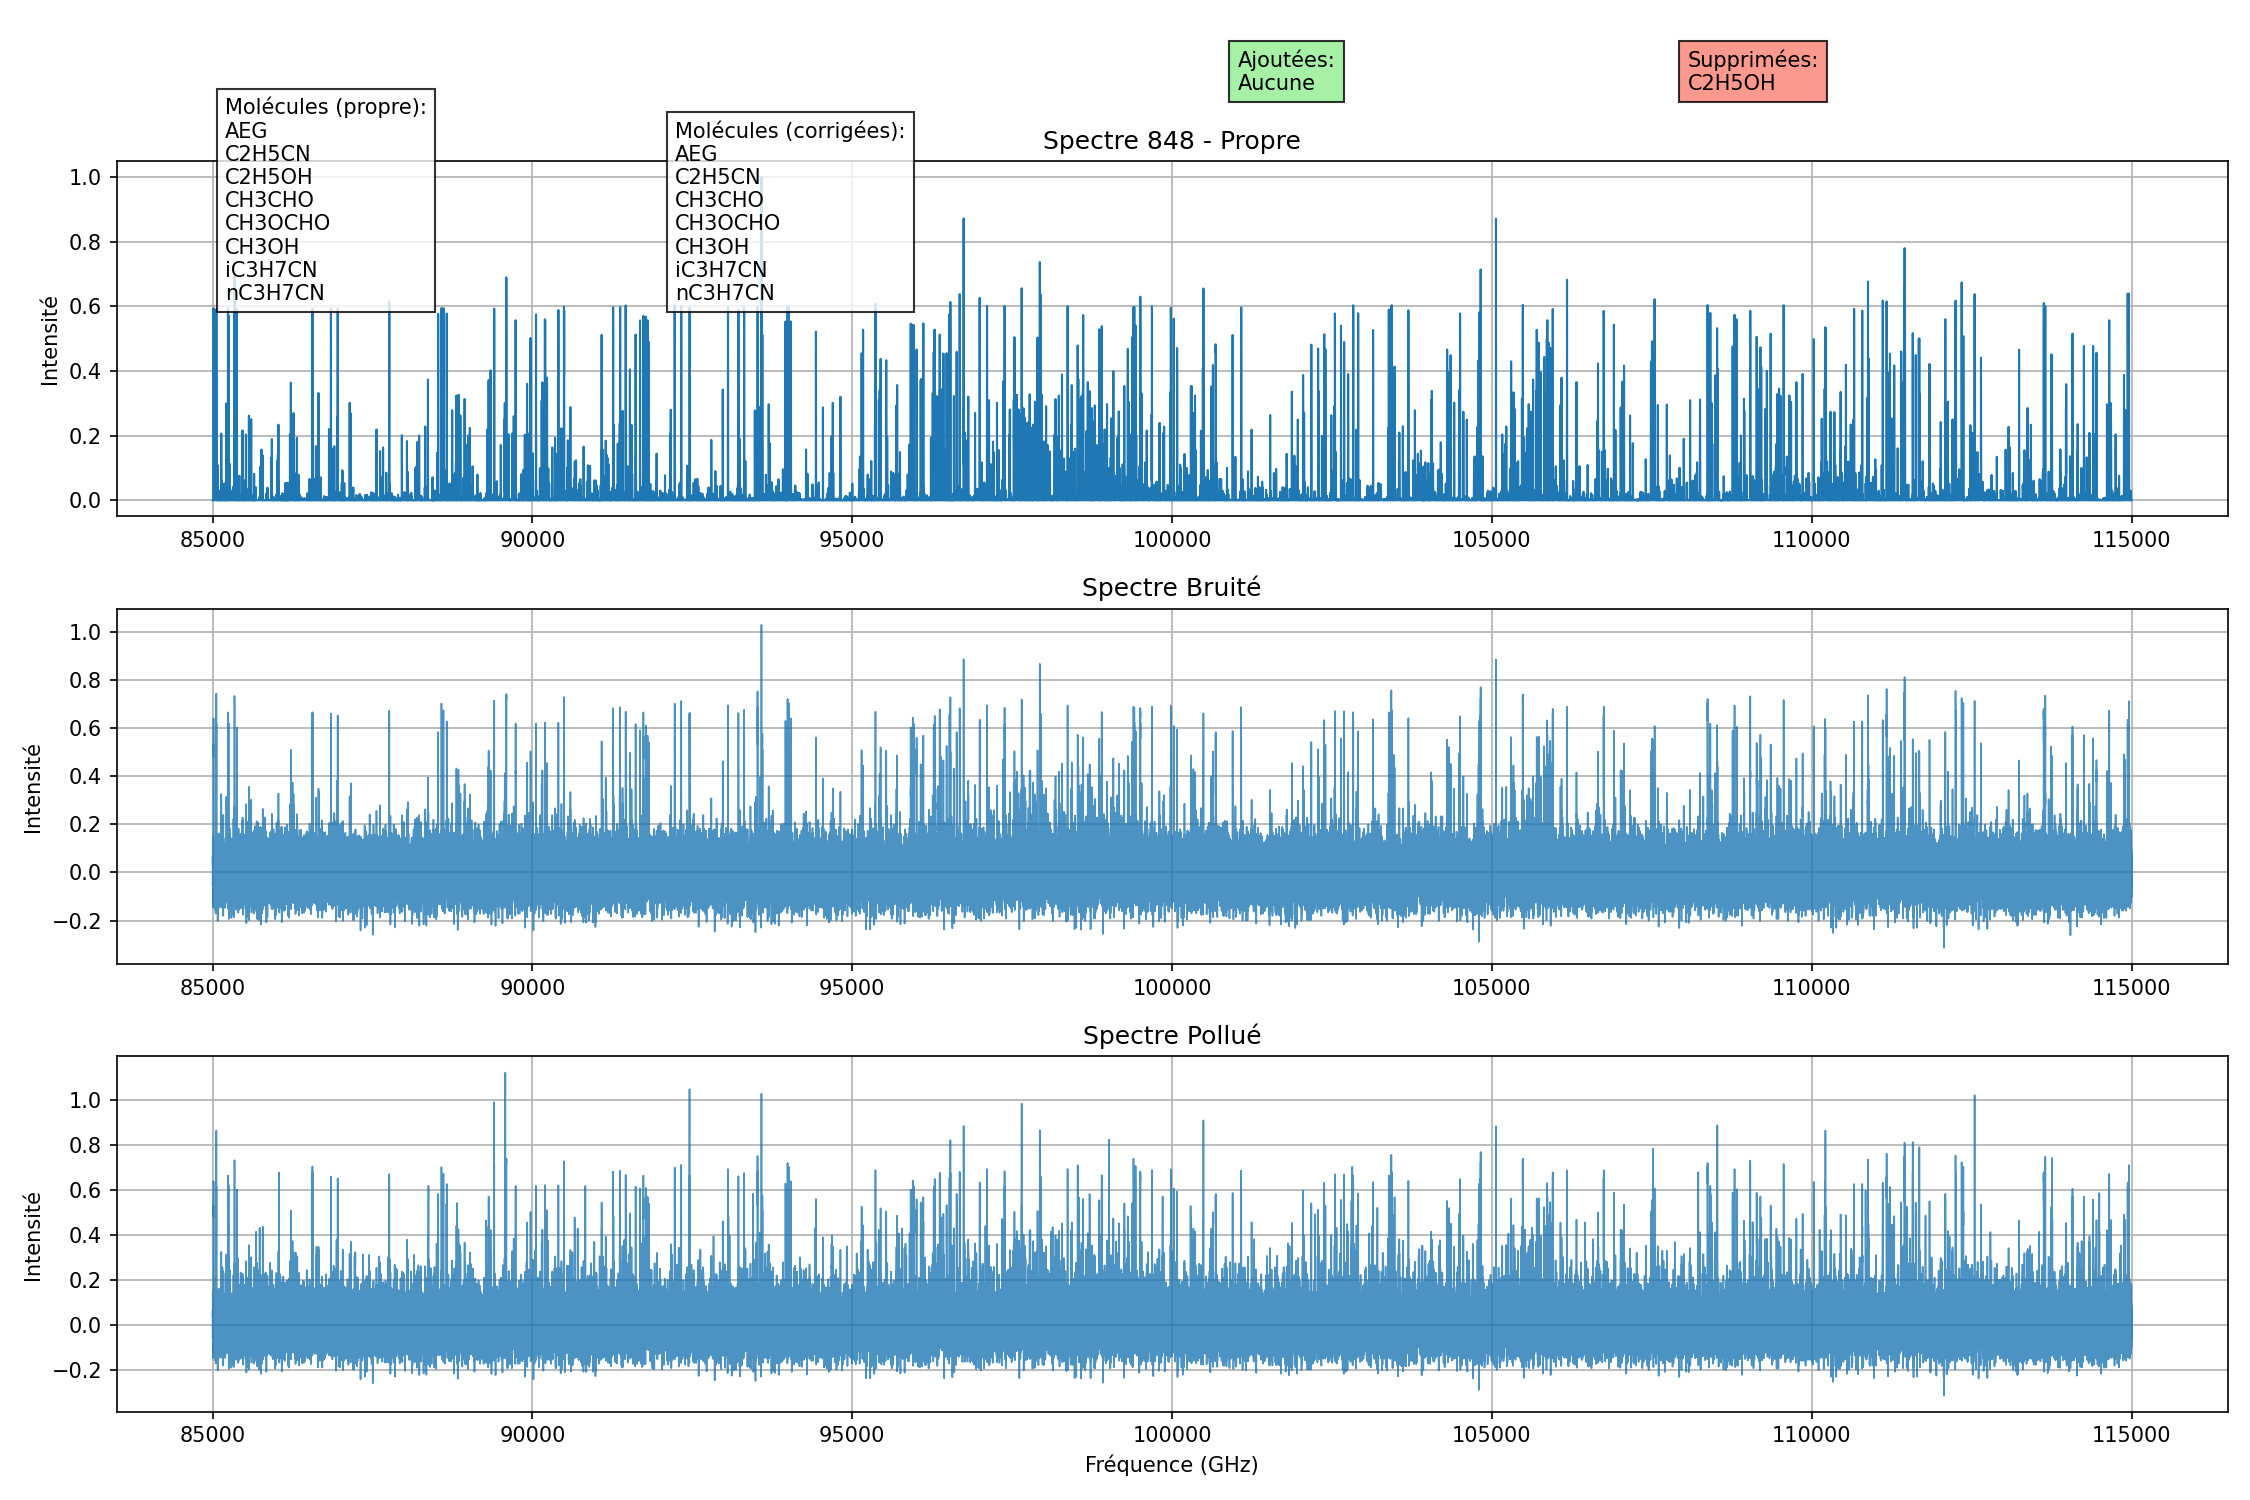 Ajoutées:
Aucune
Supprimées:
C2H5OH
Molécules (propre):
AEG
C2H5CN
C2H5OH
CH3CHO
CH3OCHO
CH3OH
iC3H7CN
nC3H7CN
Molécules (corrigées):
AEG
C2H5CN
CH3CHO
CH3OCHO
CH3OH
iC3H7CN
nC3H7CN
Spectre 848 - Propre
Intensité
1.0
0.8
0.6
0.4
0.2
0.0
85000 90000 95000 100000 105000 110000 115000
Spectre Bruité
Intensité
1.0
0.8
0.6
0.4
0.2
0.0
−0.2
85000 90000 95000 100000 105000 110000 115000
Spectre Pollué
Intensité
1.0
0.8
0.6
0.4
0.2
0.0
−0.2
85000 90000 95000 100000 105000 110000 115000
Fréquence (GHz)